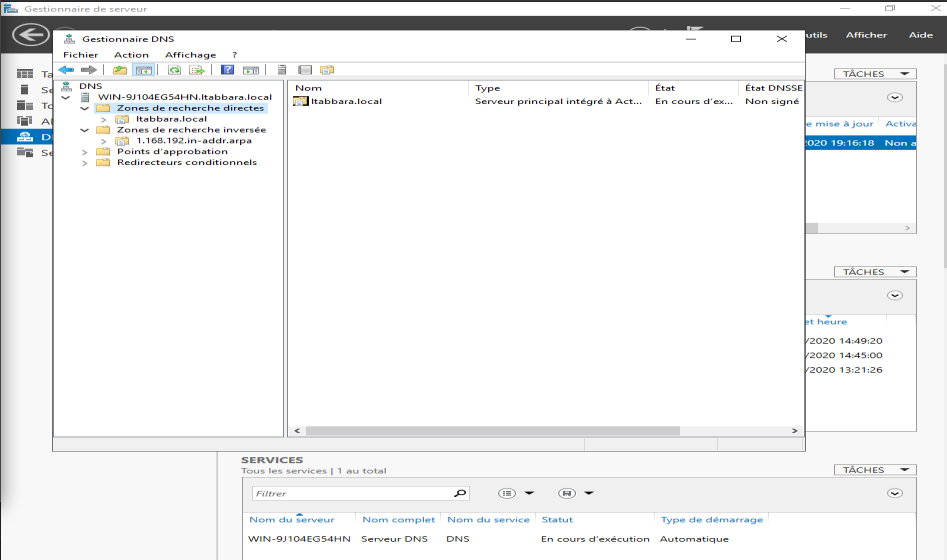 Gestionnaire de serveur
utils Afficher Aide
Gestionnaire DNS
Fichier Action Affichage ?
DNS
WIN-9J104EG54HN.ltabbara.local
Zones de recherche directes
ltabbara.local
Zones de recherche inversée
1.168.192.in-addr.arpa
Points d'approbation
Redirecteurs conditionnels
Nom Type État État DNSSE
ltabbara.local Serveur principal intégré à Act... En cours d'ex... Non signé
Ta
Se
To
AI
D
Se
TÂCHES
e mise à jour Activa
2020 19:16:18 Non a
TÂCHES
et heure
/2020 14:49:20
/2020 14:45:00
/2020 13:21:26
SERVICES
Tous les services | 1 au total
TÂCHES
Filtrer
Nom du serveur Nom complet Nom du service Statut Type de démarrage
WIN-9J104EG54HN Serveur DNS DNS En cours d'exécution Automatique